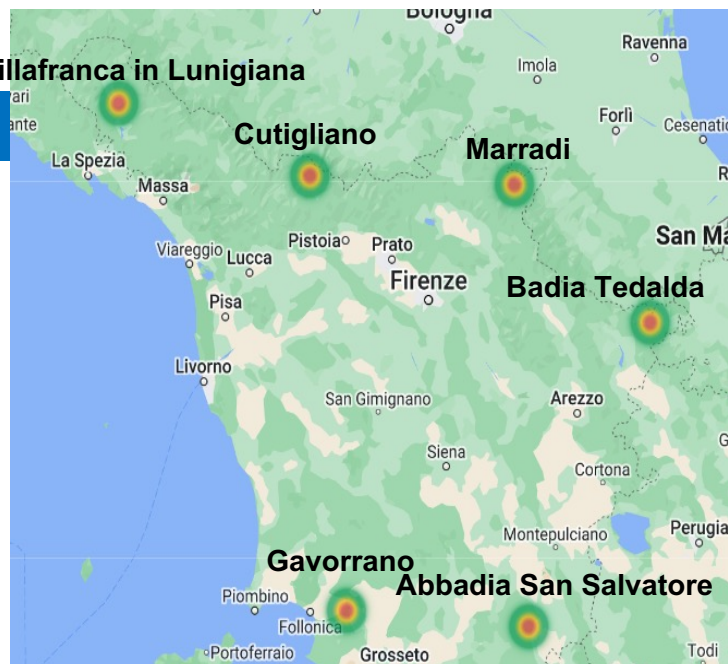 Bologna
Ravenna
Imola
illafranca in Lunigiana
Forlì
Cesenatic
Cutigliano
Marradi
La Spezia
Massa
San Ma
Pistoia
Prato
Viareggio
Lucca
Firenze
Badia Tedalda
Pisa
Livorno
San Gimignano
Arezzo
Siena
Cortona
Montepulciano
Perugia
Gavorrano
Abbadia San Salvatore
Piombino
Follonica
Portoferraio
Grosseto
Todi